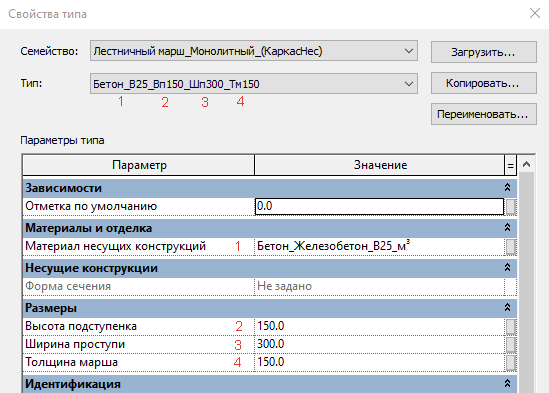 Свойства типа
Семейство: Лестничный марш_Монолитный_(КаркасНес) Загрузить...
Тип: Бетон_В25_Вп150_Шп300_Тм150 Копировать...
1 2 3 4
Переименовать...
Параметры типа
Параметр Значение =
Зависимости
Отметка по умолчанию 0.0
Материалы и отделка
Материал несущих конструкций 1 Бетон_Железобетон_В25_м³
Несущие конструкции
Форма сечения Не задано
Размеры
Высота подступенка 2 150.0
Ширина проступи 3 300.0
Толщина марша 4 150.0
Идентификация